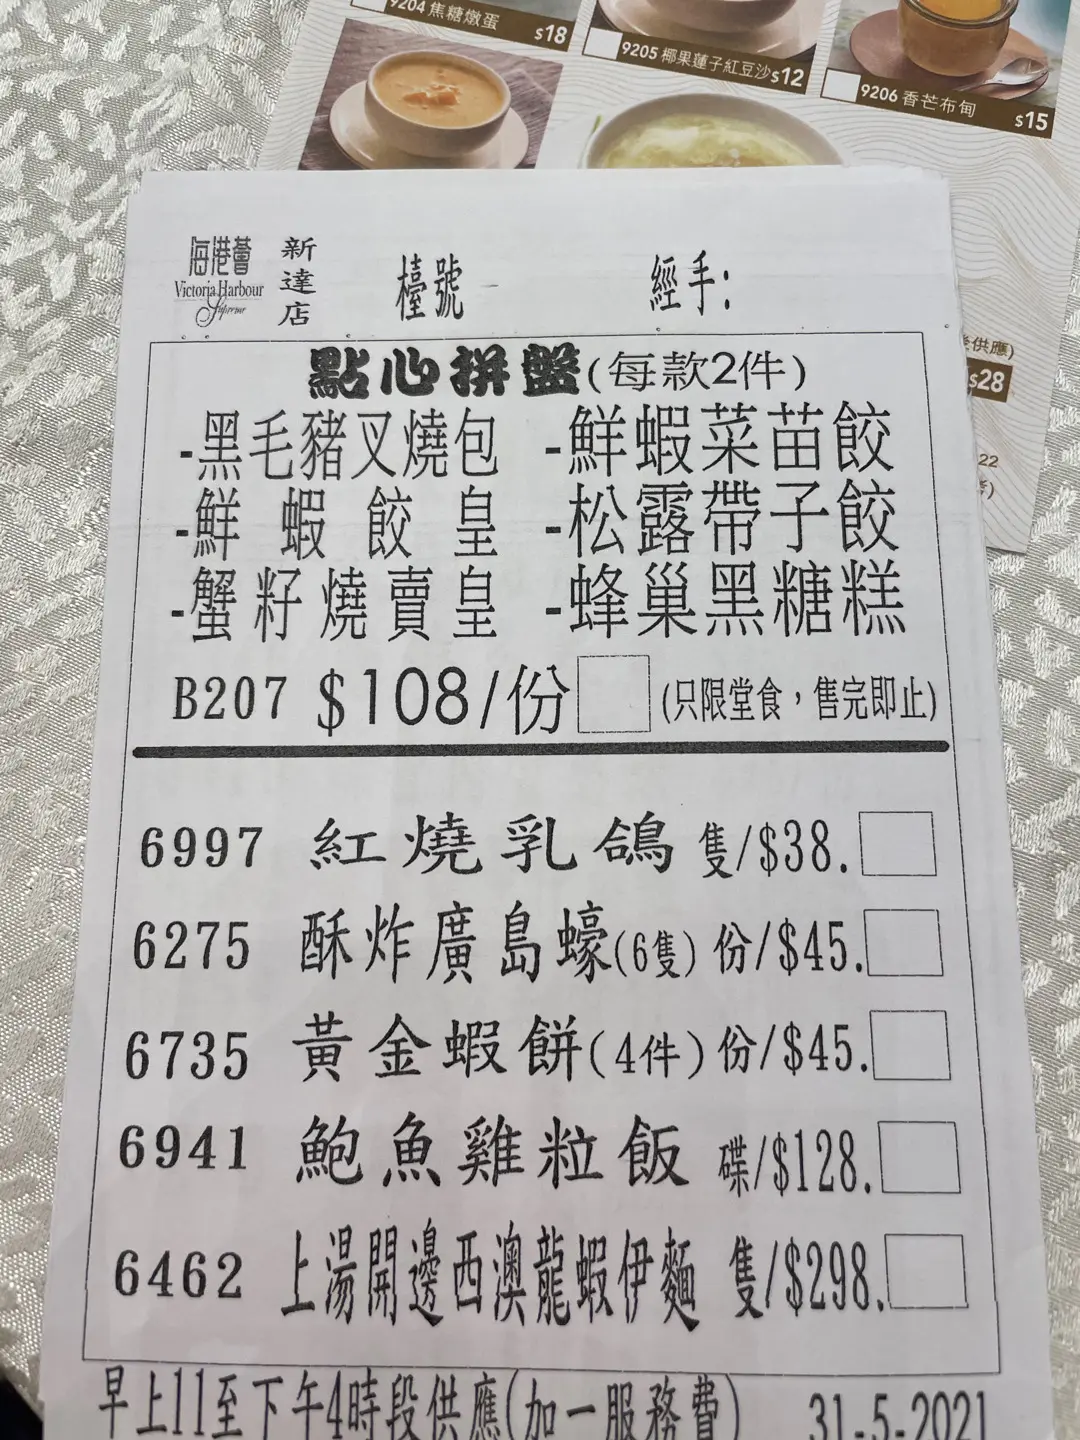 9204 焦糖燉蛋
$18
9205 椰果蓮子紅豆沙 $12
9206 香芒布甸
$15
供應)
$28
22
海港薈
Victoria Harbour
Supreme
新達店
檯號
經手:
點心拼盤(每款2件)
-黑毛豬叉燒包 -鮮蝦菜苗餃
-鮮蝦餃皇 -松露帶子餃
-蟹籽燒賣皇 -蜂巢黑糖糕
B207 $108/份 (只限堂食，售完即止)
6997 紅燒乳鴿 隻/$38.
6275 酥炸廣島蠔(6隻) 份/$45.
6735 黃金蝦餅(4件) 份/$45.
6941 鮑魚雞粒飯 碟/$128.
6462 上湯開邊西澳龍蝦伊麵 隻/$298.
早上11至下午4時段供應(加一服務費) 31-5-2021